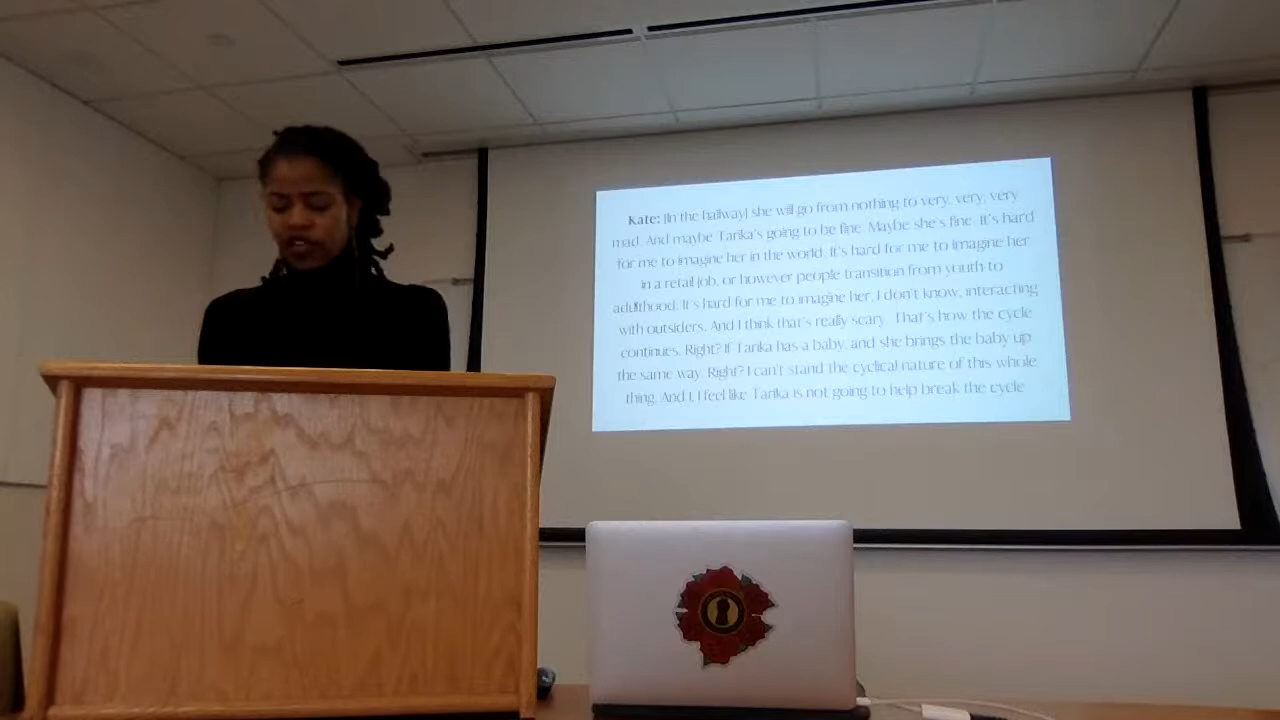 Kate: [In the hallway] she will go from nothing to very, very, very
mad. And maybe Tarika's going to be fine. Maybe she's fine. It's hard
for me to imagine her in the world. It's hard for me to imagine her
in a retail job, or however people transition from youth to
adulthood. It's hard for me to imagine her, I don't know, interacting
with outsiders. And I think that's really scary. That's how the cycle
continues. Right? If Tarika has a baby, and she brings the baby up
the same way. Right? I can't stand the cyclical nature of this whole
thing. And I, I feel like Tarika is not going to help break the cycle